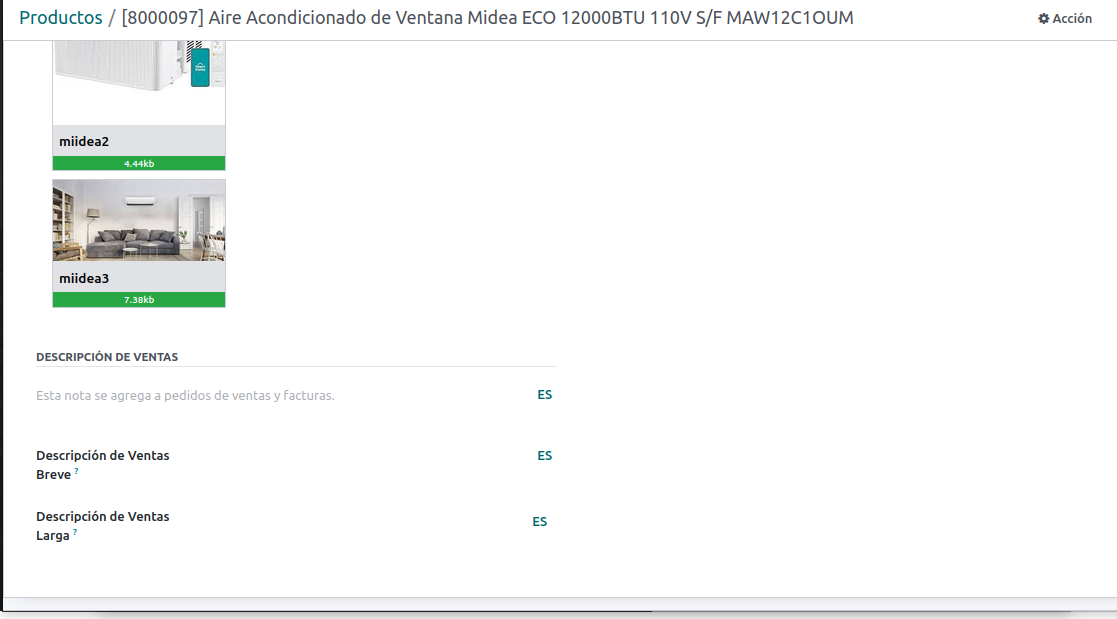 Productos / [8000097] Aire Acondicionado de Ventana Midea ECO 12000BTU 110V S/F MAW12C1OUM
Acción
miidea2
4.44kb
miidea3
7.38kb
DESCRIPCIÓN DE VENTAS
Esta nota se agrega a pedidos de ventas y facturas.
ES
Descripción de Ventas
Breve ?
ES
Descripción de Ventas
Larga ?
ES